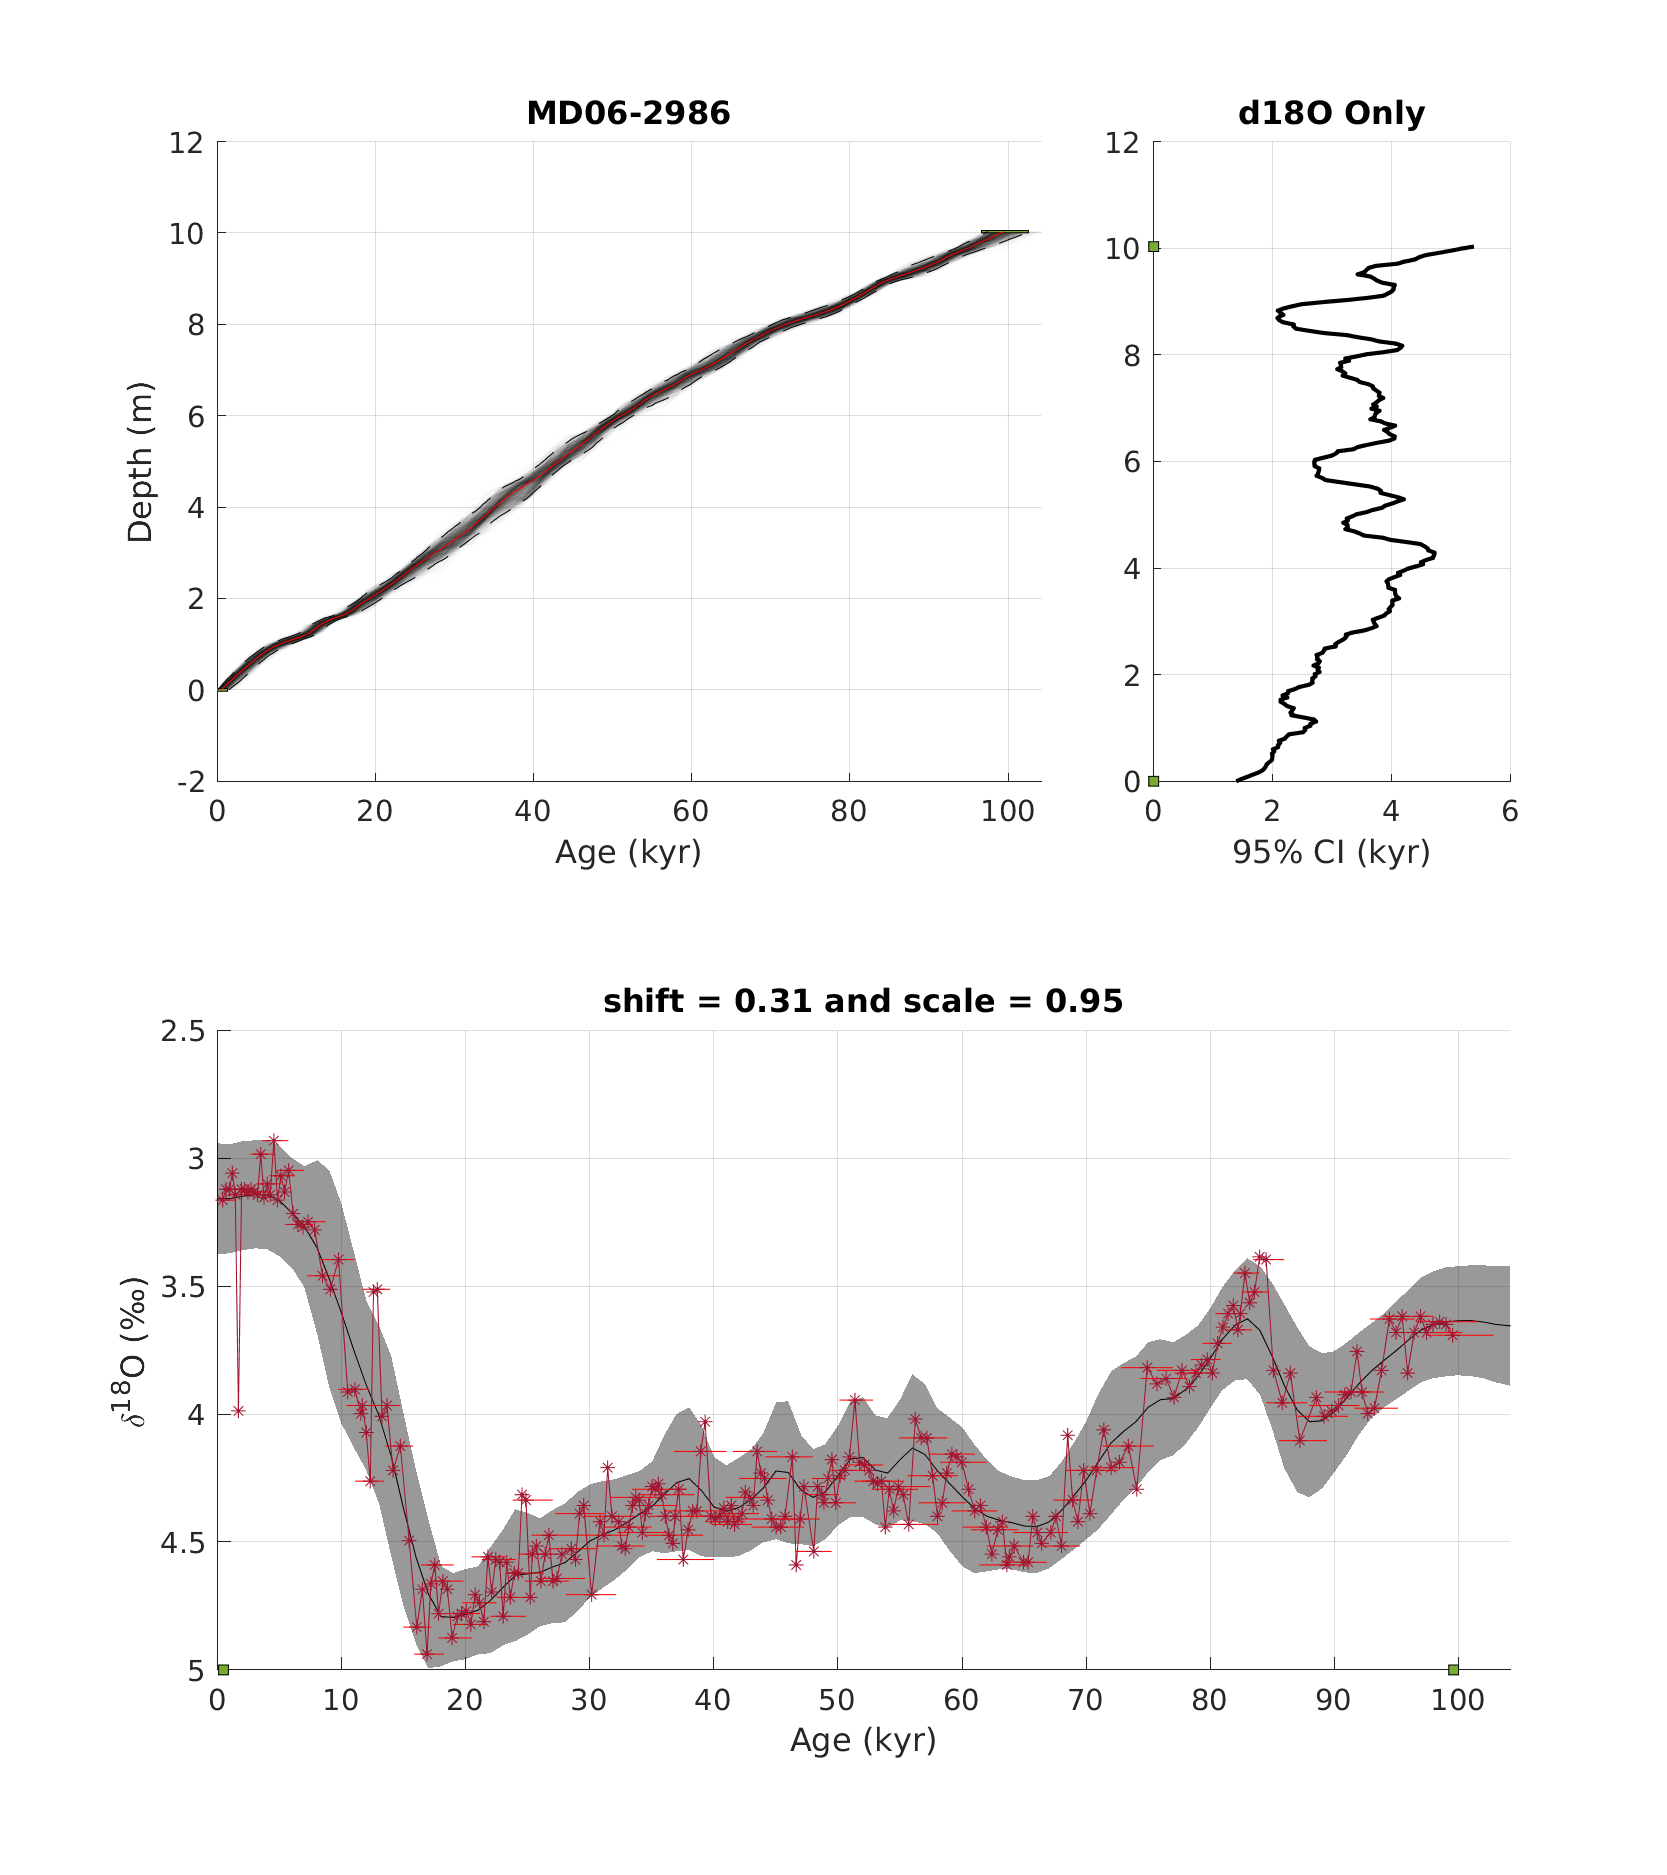 MD06-2986
12
10
8
6
4
2
0
-2
Depth (m)
0 20 40 60 80 100
Age (kyr)
d18O Only
12
10
8
6
4
2
0
0 2 4 6
95% CI (kyr)
shift = 0.31 and scale = 0.95
2.5
3
3.5
4
4.5
5
δ18O (‰)
0 10 20 30 40 50 60 70 80 90 100
Age (kyr)